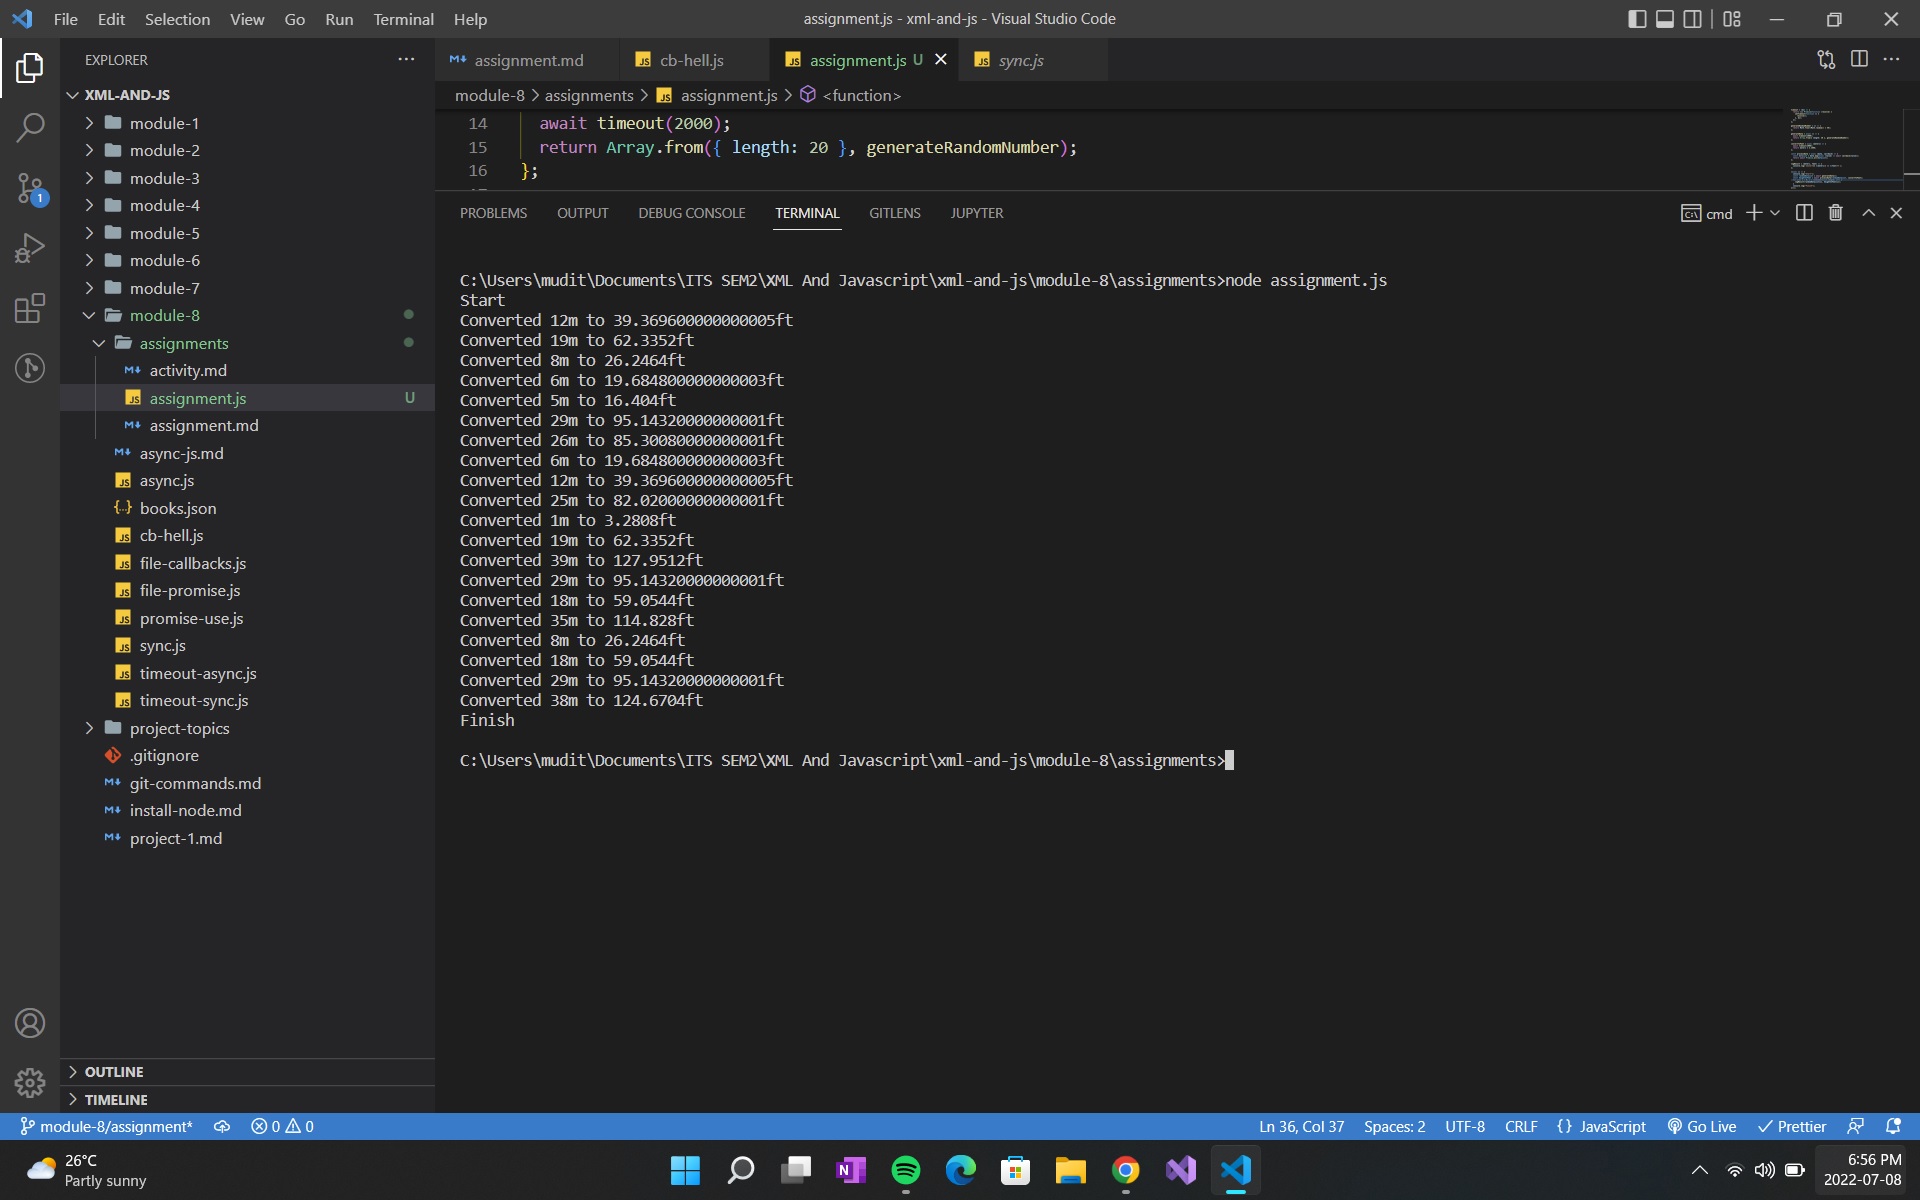 File Edit Selection View Go Run Terminal Help
assignment.js - xml-and-js - Visual Studio Code
EXPLORER
XML-AND-JS
module-1
module-2
module-3
module-4
module-5
module-6
module-7
module-8
assignments
activity.md
assignment.js U
assignment.md
async-js.md
async.js
books.json
cb-hell.js
file-callbacks.js
file-promise.js
promise-use.js
sync.js
timeout-async.js
timeout-sync.js
project-topics
.gitignore
git-commands.md
install-node.md
project-1.md
OUTLINE
TIMELINE
1
assignment.md
cb-hell.js
assignment.js U
sync.js
module-8 > assignments > assignment.js > <function>
14 await timeout(2000);
15 return Array.from({ length: 20 }, generateRandomNumber);
16 };
PROBLEMS OUTPUT DEBUG CONSOLE TERMINAL GITLENS JUPYTER
cmd
C:\Users\mudit\Documents\ITS SEM2\XML And Javascript\xml-and-js\module-8\assignments>node assignment.js
Start
Converted 12m to 39.369600000000005ft
Converted 19m to 62.3352ft
Converted 8m to 26.2464ft
Converted 6m to 19.684800000000003ft
Converted 5m to 16.404ft
Converted 29m to 95.14320000000001ft
Converted 26m to 85.30080000000001ft
Converted 6m to 19.684800000000003ft
Converted 12m to 39.369600000000005ft
Converted 25m to 82.02000000000001ft
Converted 1m to 3.2808ft
Converted 19m to 62.3352ft
Converted 39m to 127.9512ft
Converted 29m to 95.14320000000001ft
Converted 18m to 59.0544ft
Converted 35m to 114.828ft
Converted 8m to 26.2464ft
Converted 18m to 59.0544ft
Converted 29m to 95.14320000000001ft
Converted 38m to 124.6704ft
Finish
C:\Users\mudit\Documents\ITS SEM2\XML And Javascript\xml-and-js\module-8\assignments>
module-8/assignment* 0 0
Ln 36, Col 37 Spaces: 2 UTF-8 CRLF {} JavaScript Go Live Prettier
26°C
Partly sunny
6:56 PM
2022-07-08